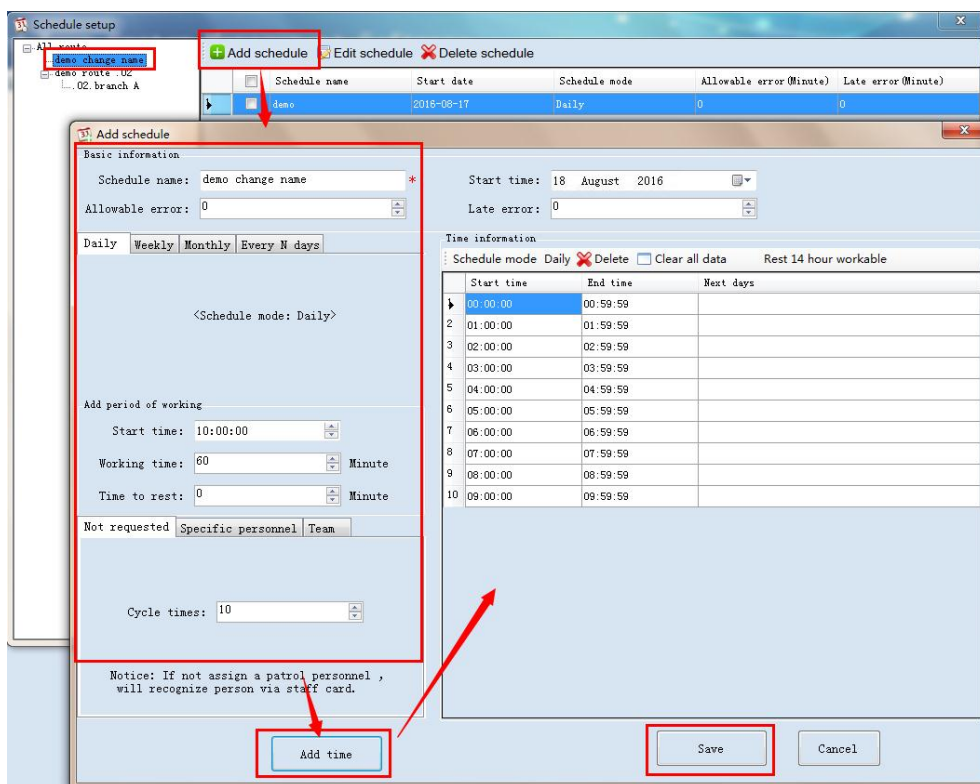 Schedule setup
All route
demo change name
demo route .02
.02.branch A
Add schedule Edit schedule Delete schedule
Schedule name Start date Schedule mode Allowable error(Minute) Late error(Minute)
demo 2016-08-17 Daily 0 0
Add schedule
Basic information
Schedule name: demo change name * Start time: 18 August 2016
Allowable error: 0 Late error: 0
Daily Weekly Monthly Every N days
<Schedule mode: Daily>
Add period of working
Start time: 10:00:00
Working time: 60 Minute
Time to rest: 0 Minute
Not requested Specific personnel Team
Cycle times: 10
Notice: If not assign a patrol personnel ,
will recognize person via staff card.
Add time
Time information
Schedule mode Daily Delete Clear all data Rest 14 hour workable
Start time End time Next days
00:00:00 00:59:59
2 01:00:00 01:59:59
3 02:00:00 02:59:59
4 03:00:00 03:59:59
5 04:00:00 04:59:59
6 05:00:00 05:59:59
7 06:00:00 06:59:59
8 07:00:00 07:59:59
9 08:00:00 08:59:59
10 09:00:00 09:59:59
Save Cancel